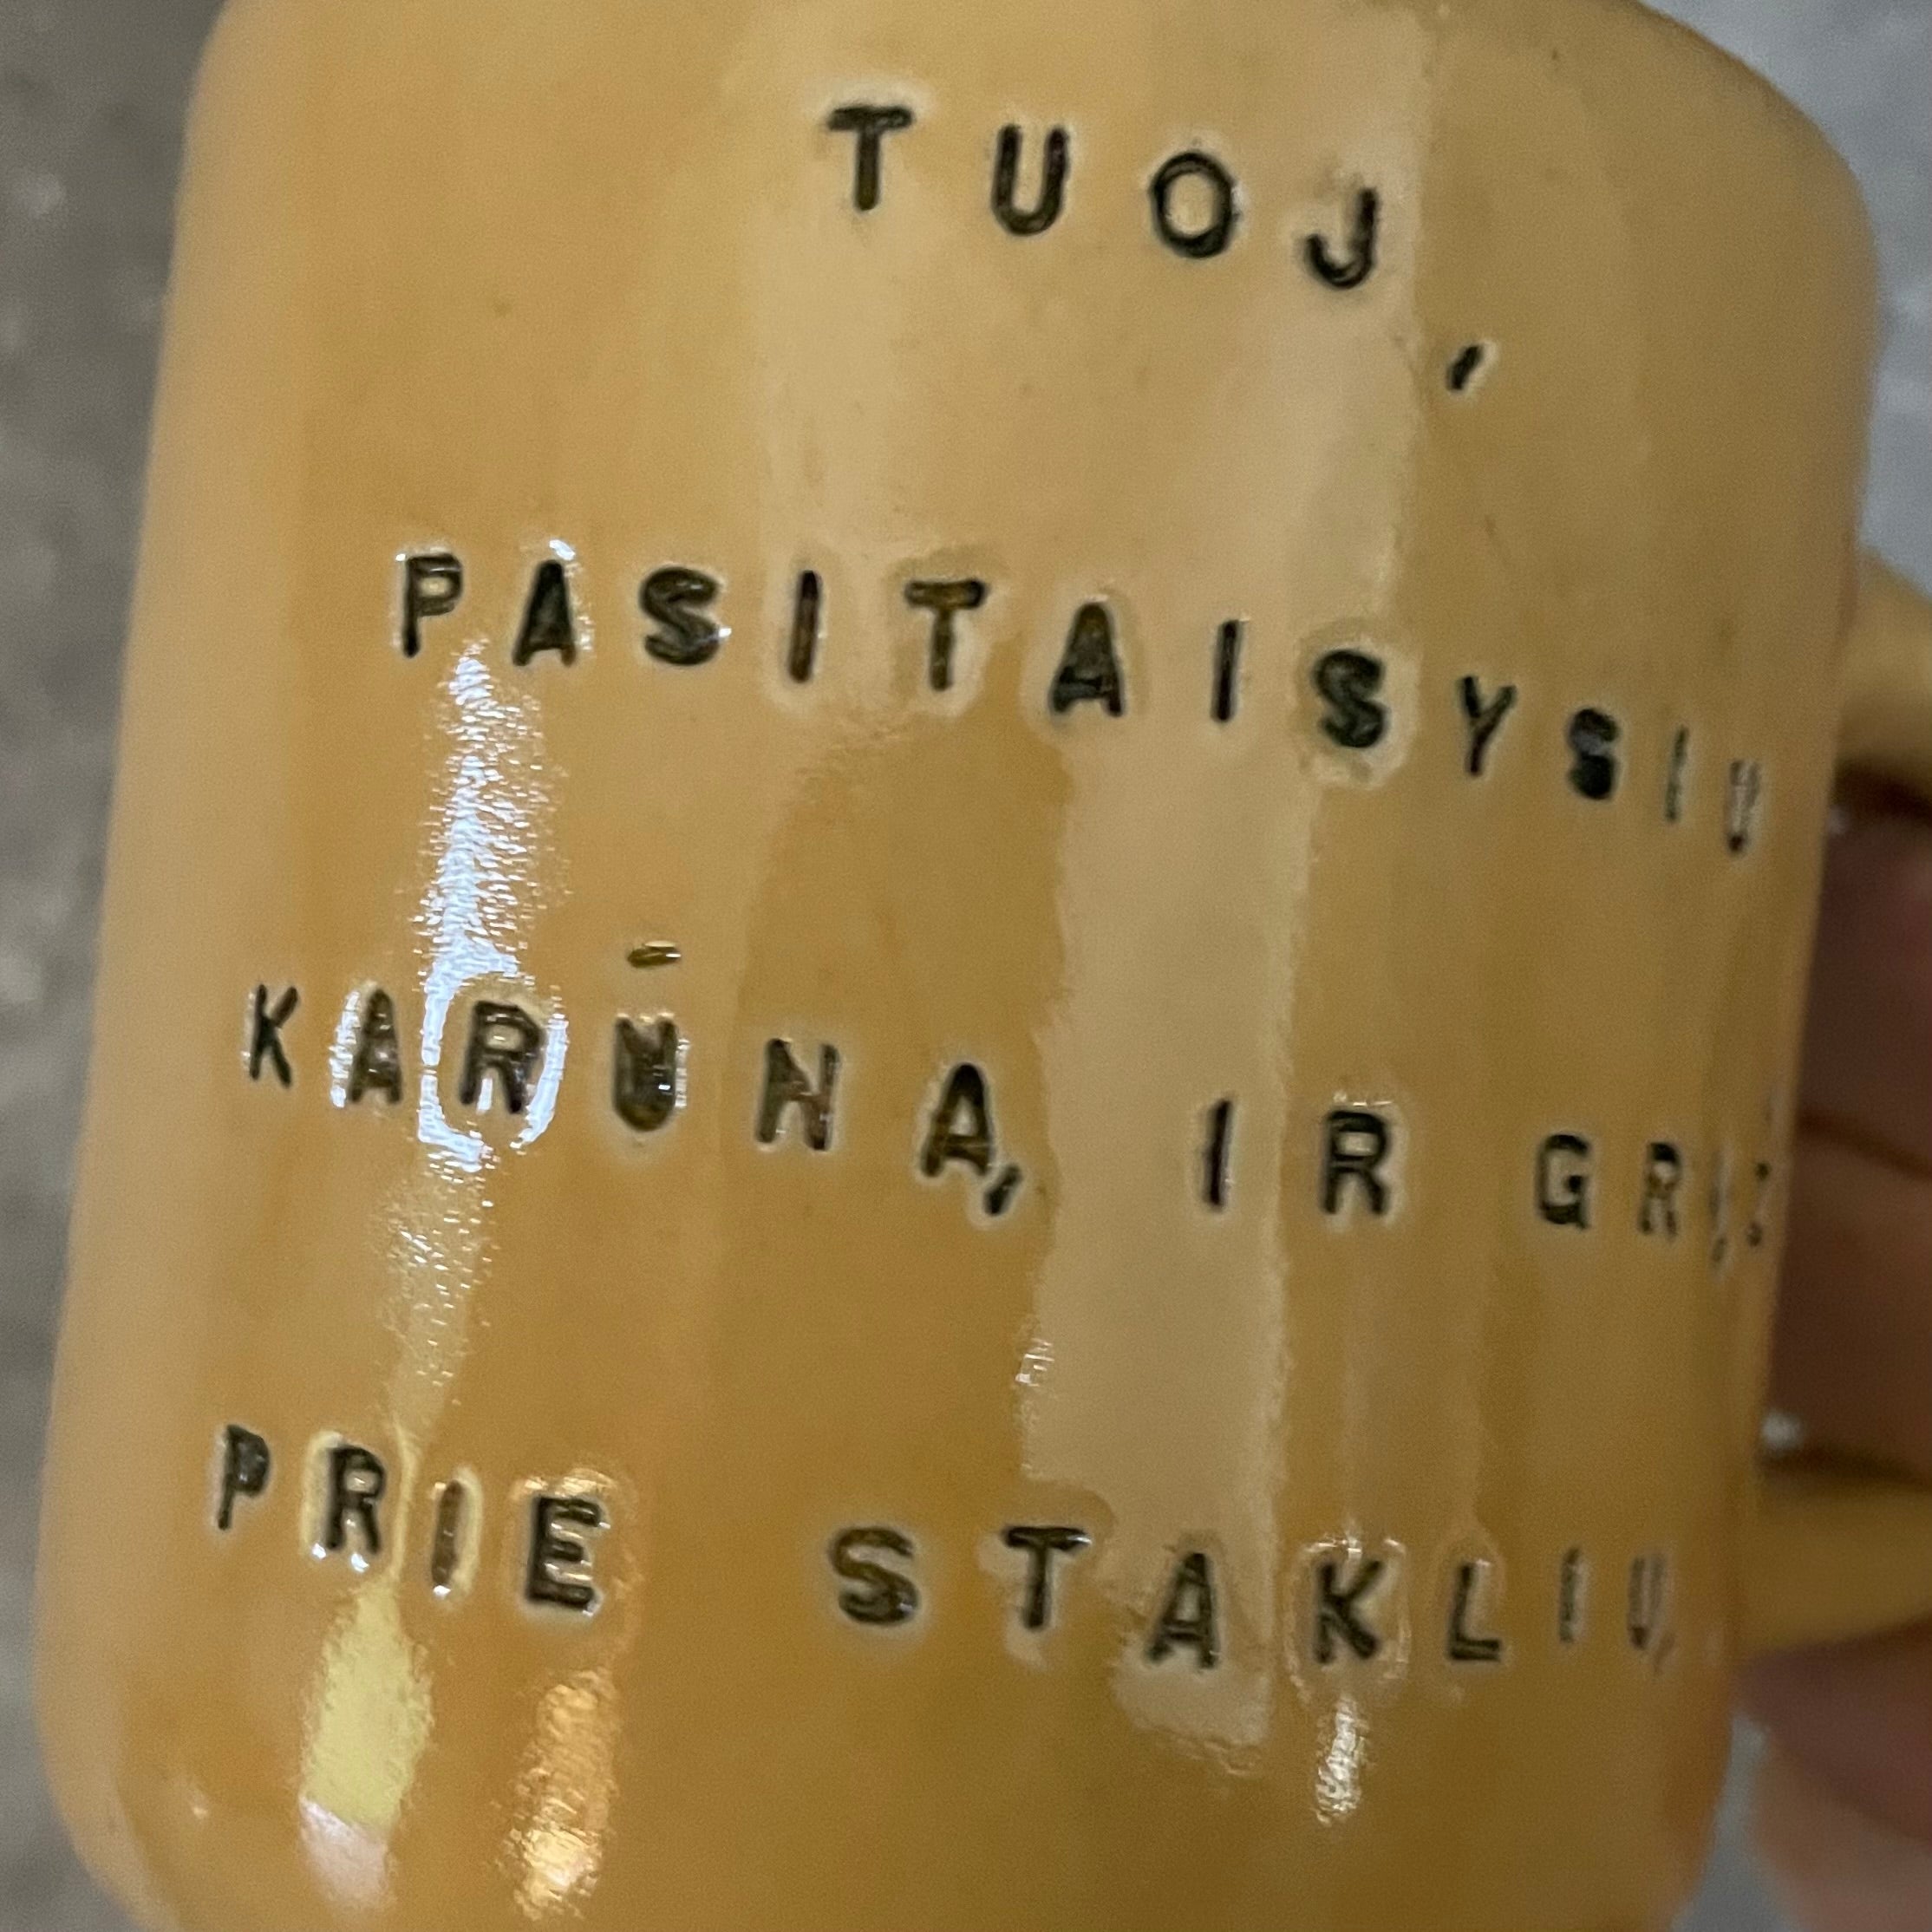 TUOJ,
PASITAISYSIU
KARŪNĄ IR
PRIE STAKLIŲ